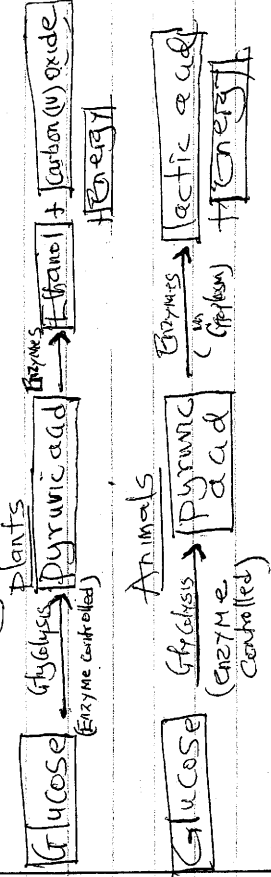 Plants
Glucose Glycolysis (Enzyme controlled) Pyruvic acid Enzymes Ethanol + Carbon (IV) oxide
+ Energy
Animals
Glucose Glycolysis (enzyme controlled) Pyruvic acid Enzymes (in Cytoplasm) lactic acid
+ Energy